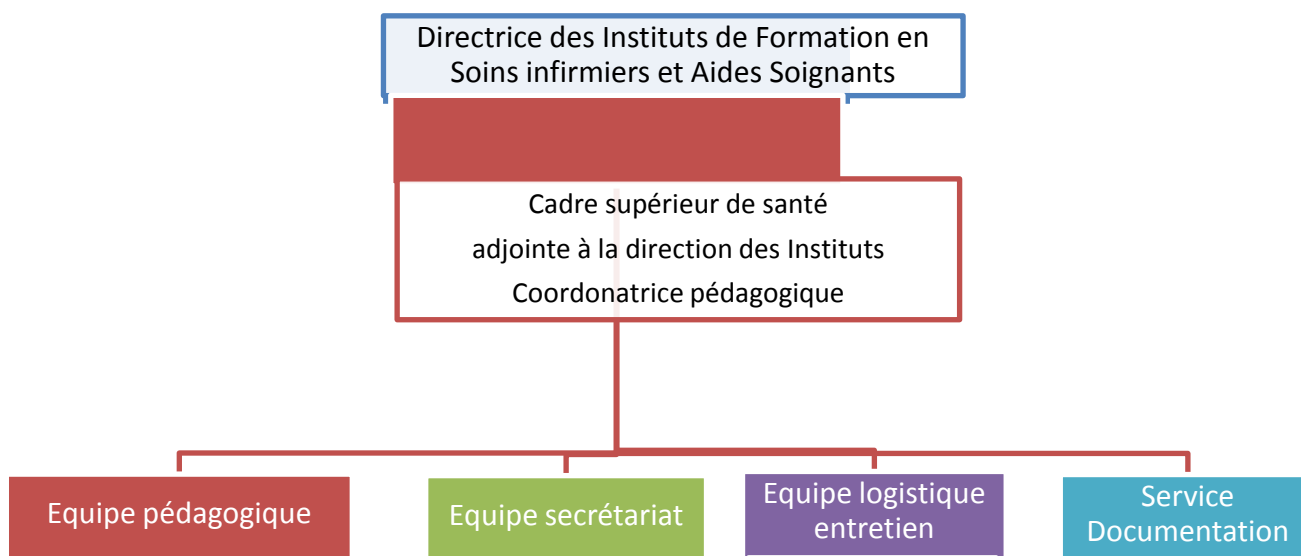 Directrice des Instituts de Formation en
Soins infirmiers et Aides Soignants
Cadre supérieur de santé
adjointe à la direction des Instituts
Coordonatrice pédagogique
Equipe pédagogique
Equipe secrétariat
Equipe logistique
entretien
Service
Documentation